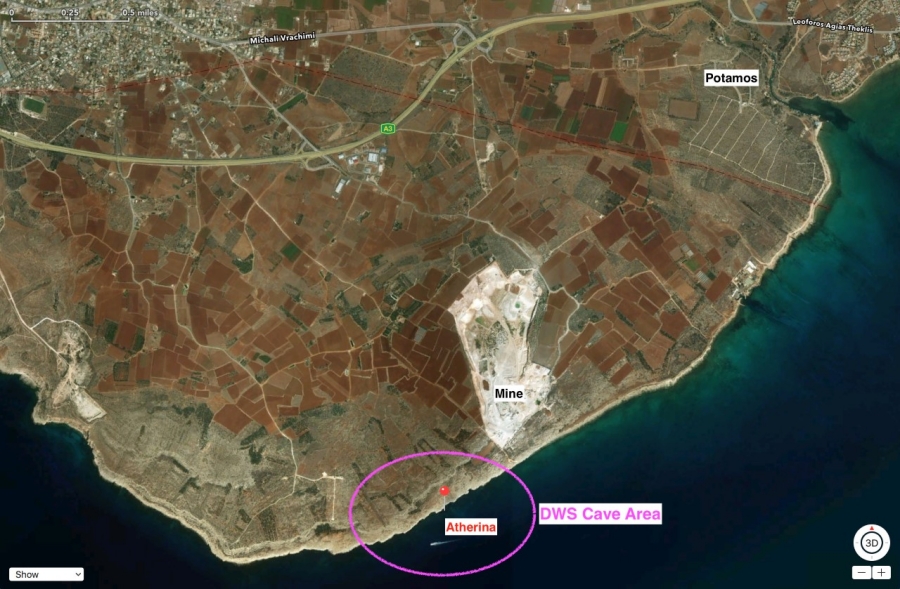 0 0.25 0.5 miles
Michali Vrachimi
Leoforos Agias Theklis
Potamos
A3
Mine
DWS Cave Area
Atherina
3D
Show
− +